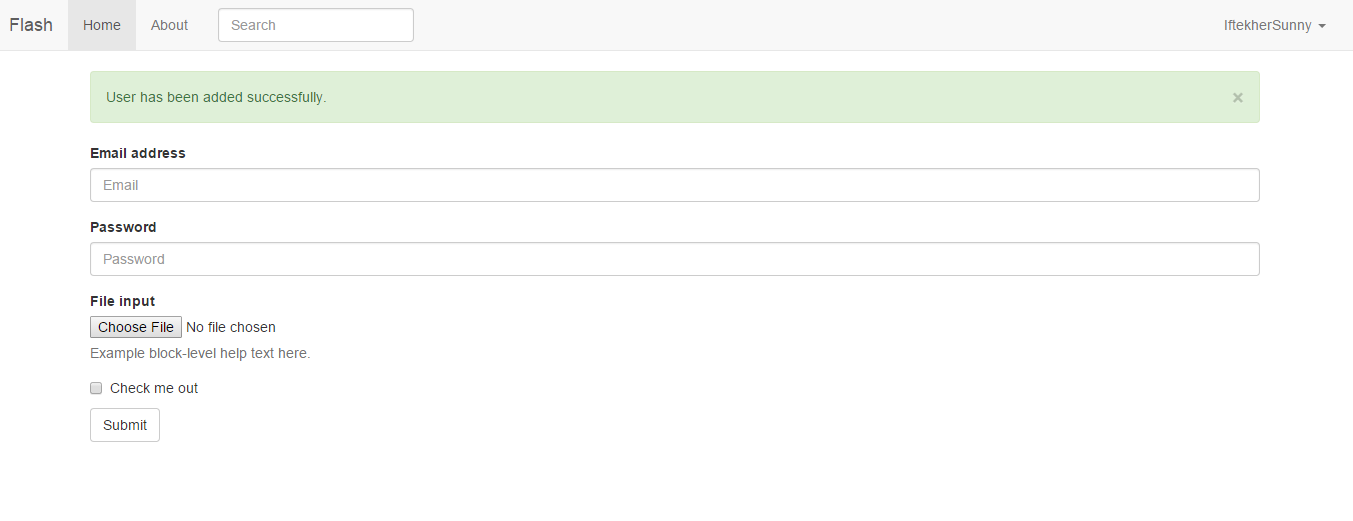 Flash Home About Search IftekherSunny
User has been added successfully. ×
Email address
Email
Password
Password
File input
Choose File No file chosen
Example block-level help text here.
Check me out
Submit